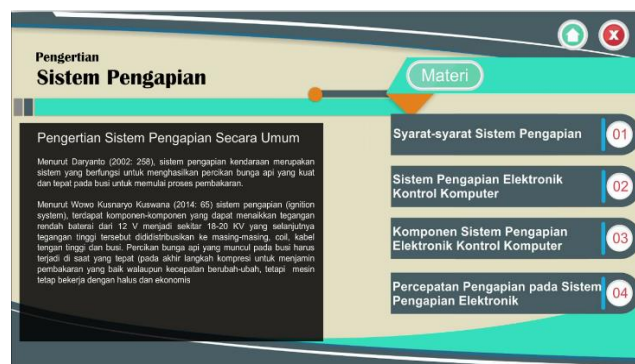 Pengertian
Sistem Pengapian
Materi
Pengertian Sistem Pengapian Secara Umum
Menurut Daryanto (2002: 258), sistem pengapian kendaraan merupakan
sistem yang berfungsi untuk menghasilkan percikan bunga api yang kuat
dan tepat pada busi untuk memulai proses pembakaran.
Menurut Wowo Kusnaryo Kuswana (2014: 65) sistem pengapian (ignition
system), terdapat komponen-komponen yang dapat menaikkan tegangan
rendah baterai dari 12 V menjadi sekitar 18-20 KV yang selanjutnya
tegangan tinggi tersebut dididistribusikan ke masing-masing, coil, kabel
tengan tinggi dan busi. Percikan bunga api yang muncul pada busi harus
terjadi di saat yang tepat (pada akhir langkah kompresi untuk menjamin
pembakaran yang baik walaupun kecepatan berubah-ubah, tetapi mesin
tetap bekerja dengan halus dan ekonomis
Syarat-syarat Sistem Pengapian
01
Sistem Pengapian Elektronik
Kontrol Komputer
02
Komponen Sistem Pengapian
Elektronik Kontrol Komputer
03
Percepatan Pengapian pada Sistem
Pengapian Elektronik
04